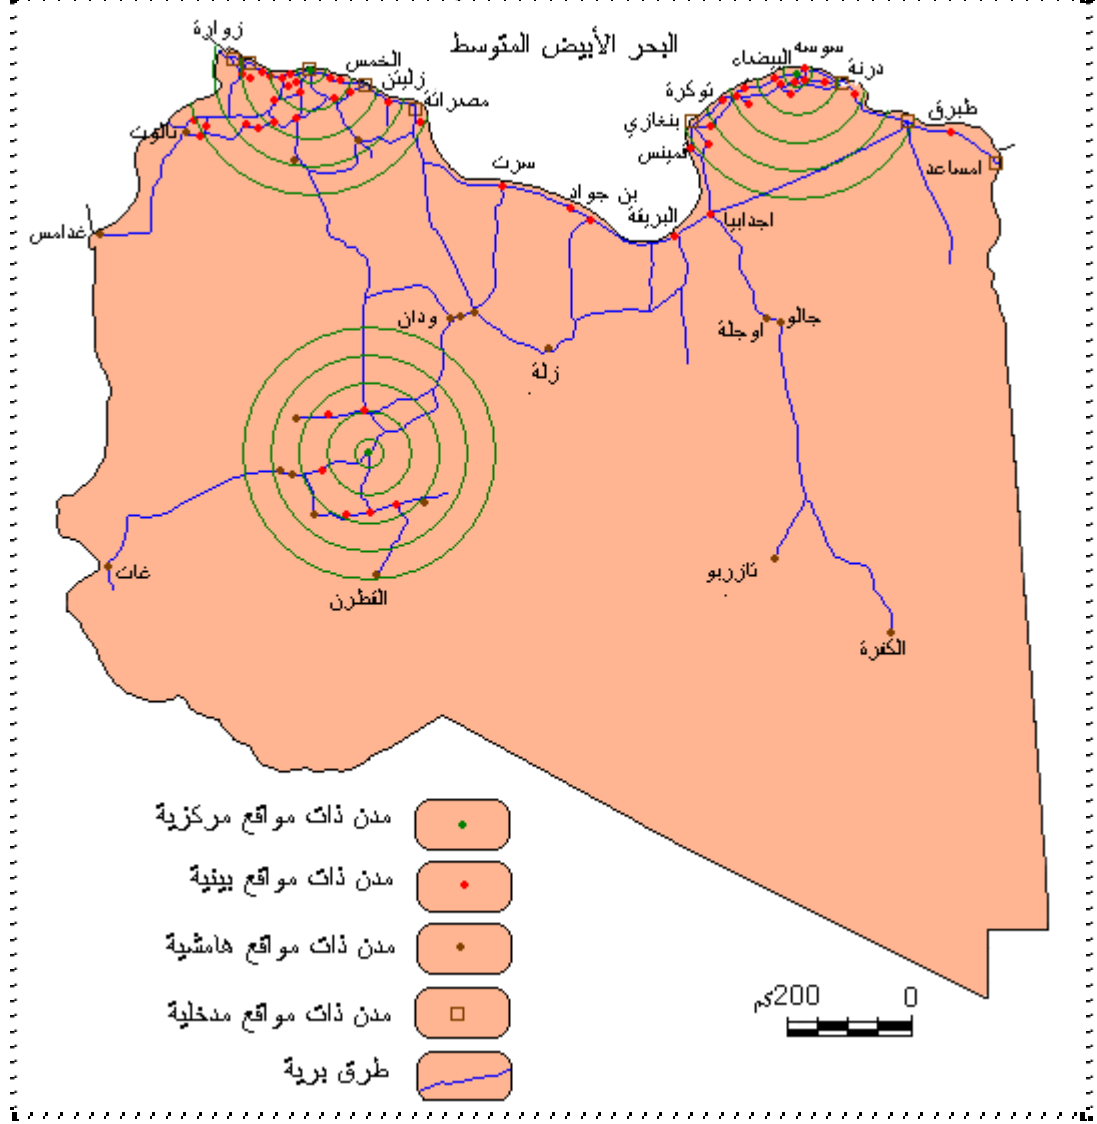 زوارة
البحر الأبيض المتوسط
الخمس
زليتن
مصراتة
نالوت
غدامس
سرت
بن جواد
البريقة
سوسه
البيضاء
درنة
توكرة
بنغازي
قمينس
طبرق
امساعد
اجدابيا
جالو
اوجلة
ودان
زلة
غات
القطرن
تازربو
الكفرة
مدن ذات مواقع مركزية
مدن ذات مواقع بينية
مدن ذات مواقع هامشية
مدن ذات مواقع مدخلية
طرق برية
0 200كم